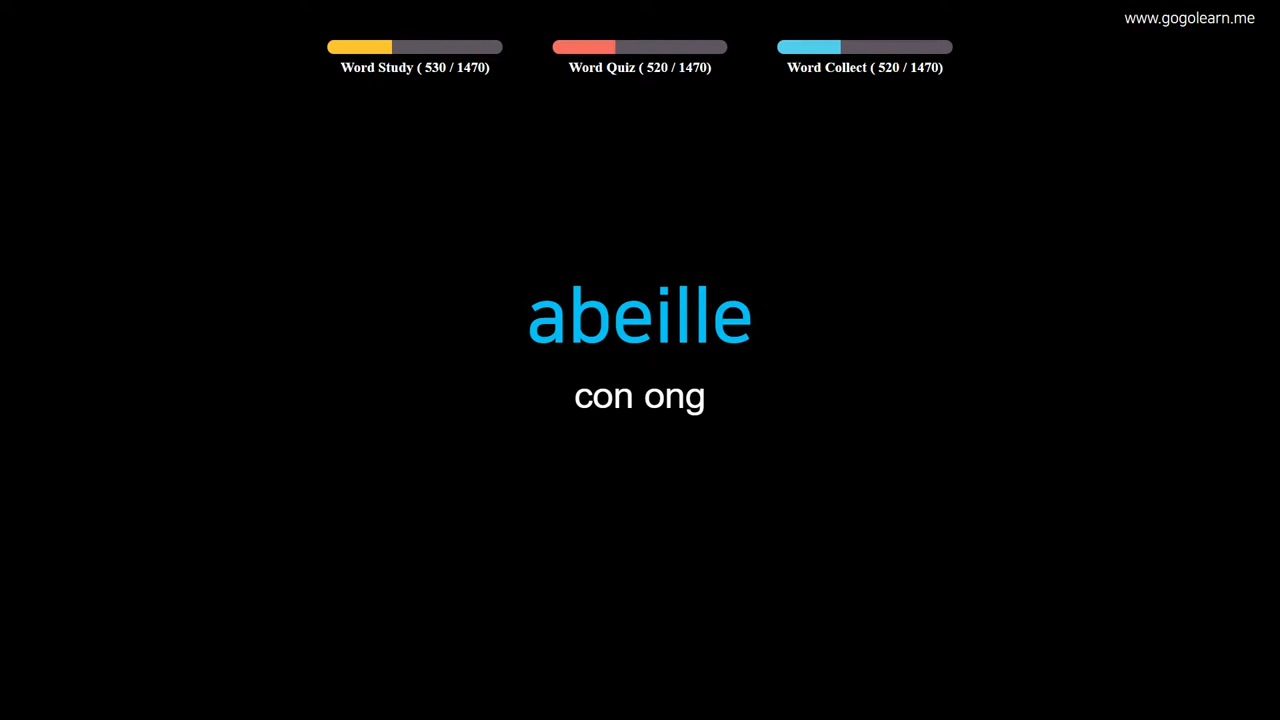 www.gogolearn.me
Word Study ( 530 / 1470)
Word Quiz ( 520 / 1470)
Word Collect ( 520 / 1470)
abeille
con ong